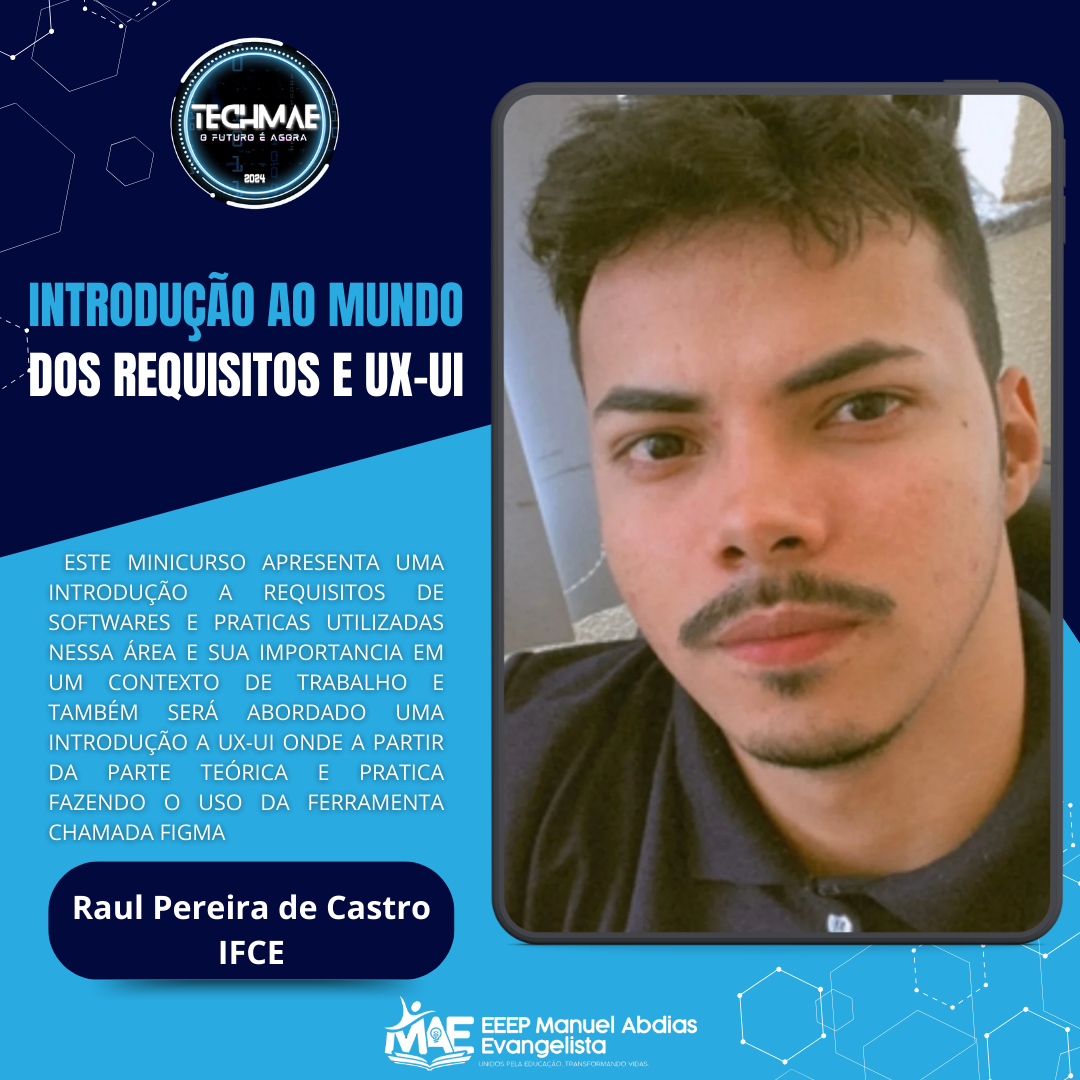 TECHMAE
O FUTURO É AGORA
2024
INTRODUÇÃO AO MUNDO
DOS REQUISITOS E UX-UI
ESTE MINICURSO APRESENTA UMA
INTRODUÇÃO A REQUISITOS DE
SOFTWARES E PRATICAS UTILIZADAS
NESSA ÁREA E SUA IMPORTANCIA EM
UM CONTEXTO DE TRABALHO E
TAMBÉM SERÁ ABORDADO UMA
INTRODUÇÃO A UX-UI ONDE A PARTIR
DA PARTE TEÓRICA E PRATICA
FAZENDO O USO DA FERRAMENTA
CHAMADA FIGMA
Raul Pereira de Castro
IFCE
MAE
EEEP Manuel Abdias
Evangelista
UNIDOS PELA EDUCAÇÃO, TRANSFORMANDO VIDAS.